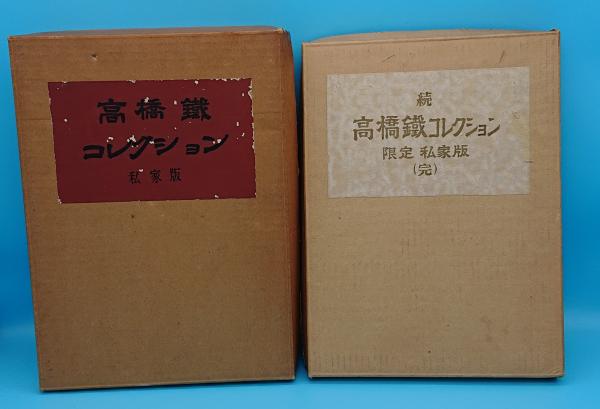 高橋鐵
コレクション
私家版
続
高橋鐵コレクション
限定 私家版
(完)